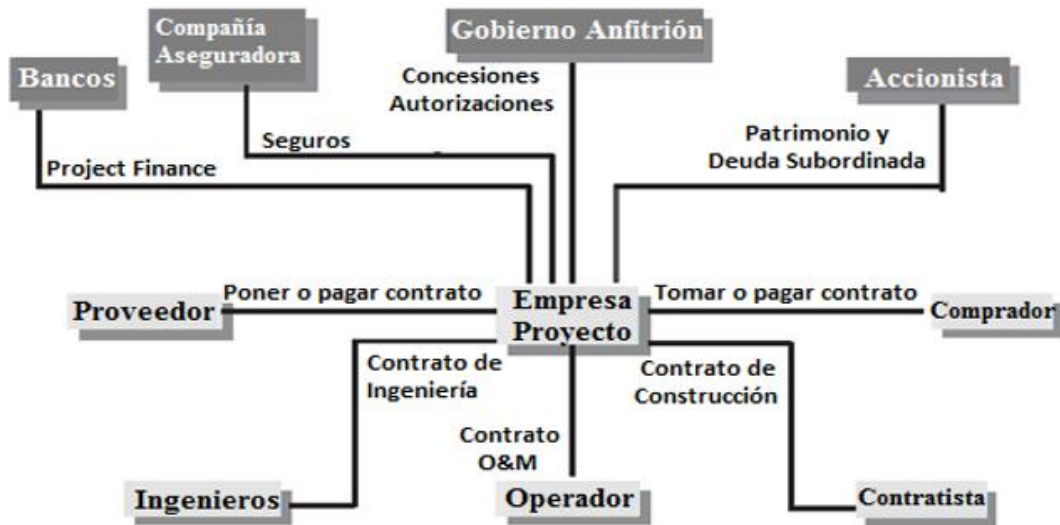 Compañía
Aseguradora
Gobierno Anfitrión
Bancos
Accionista
Concesiones
Autorizaciones
Seguros
Patrimonio y
Deuda Subordinada
Project Finance
Proveedor
Poner o pagar contrato
Empresa
Proyecto
Tomar o pagar contrato
Comprador
Contrato de
Ingeniería
Contrato de
Construcción
Contrato
O&M
Ingenieros
Operador
Contratista